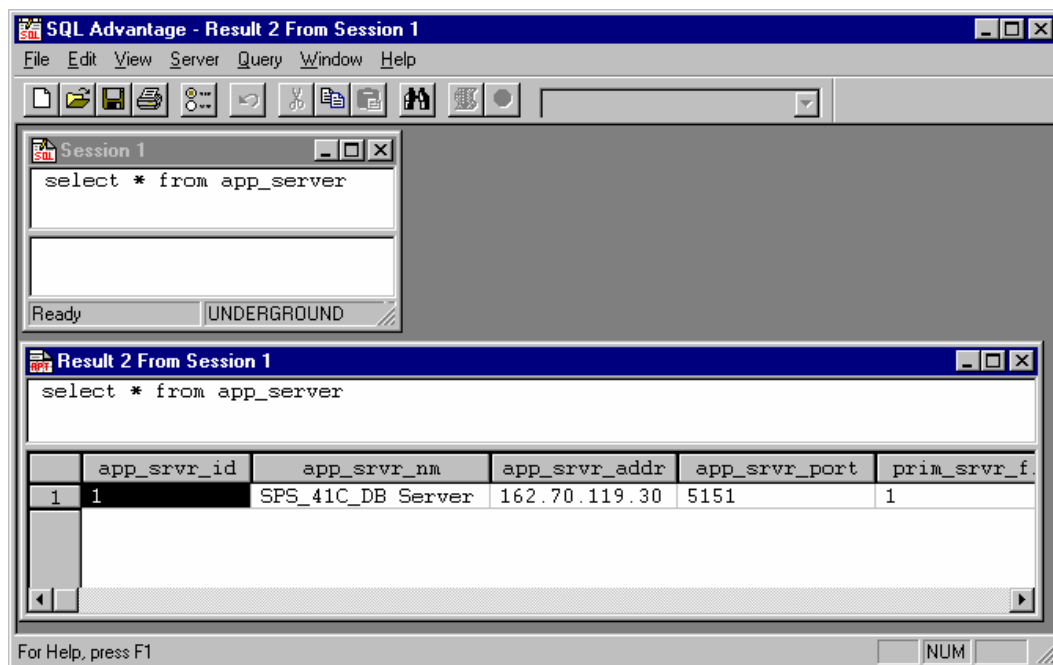 SQL Advantage - Result 2 From Session 1
File Edit View Server Query Window Help
Session 1
select * from app_server
Ready UNDERGROUND
Result 2 From Session 1
select * from app_server
app_srvr_id app_srvr_nm app_srvr_addr app_srvr_port prim_srvr_f.
1 1 SPS_41C_DB Server 162.70.119.30 5151 1
For Help, press F1 NUM